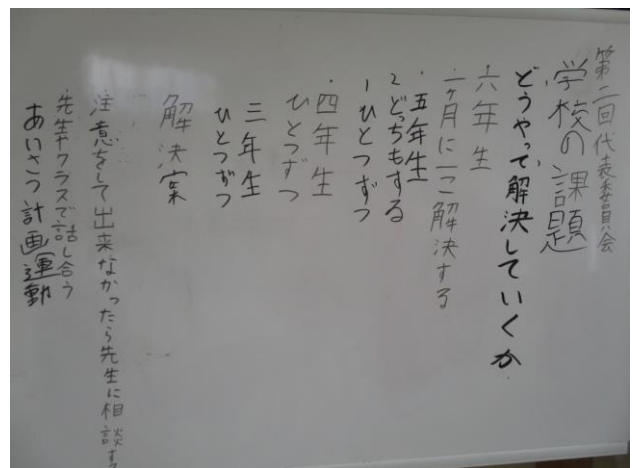 第二回代表委員会
学校の課題
どうやって解決していくか
・六年生
一ヶ月に一こ解決する
・五年生
2どっちもする
1ひとつずつ
・四年生
ひとつずつ
三年生
ひとつずつ
解決案
注意をして出来なかったら先生に相談する
先生やクラスで話し合う
あいさつ計画運動